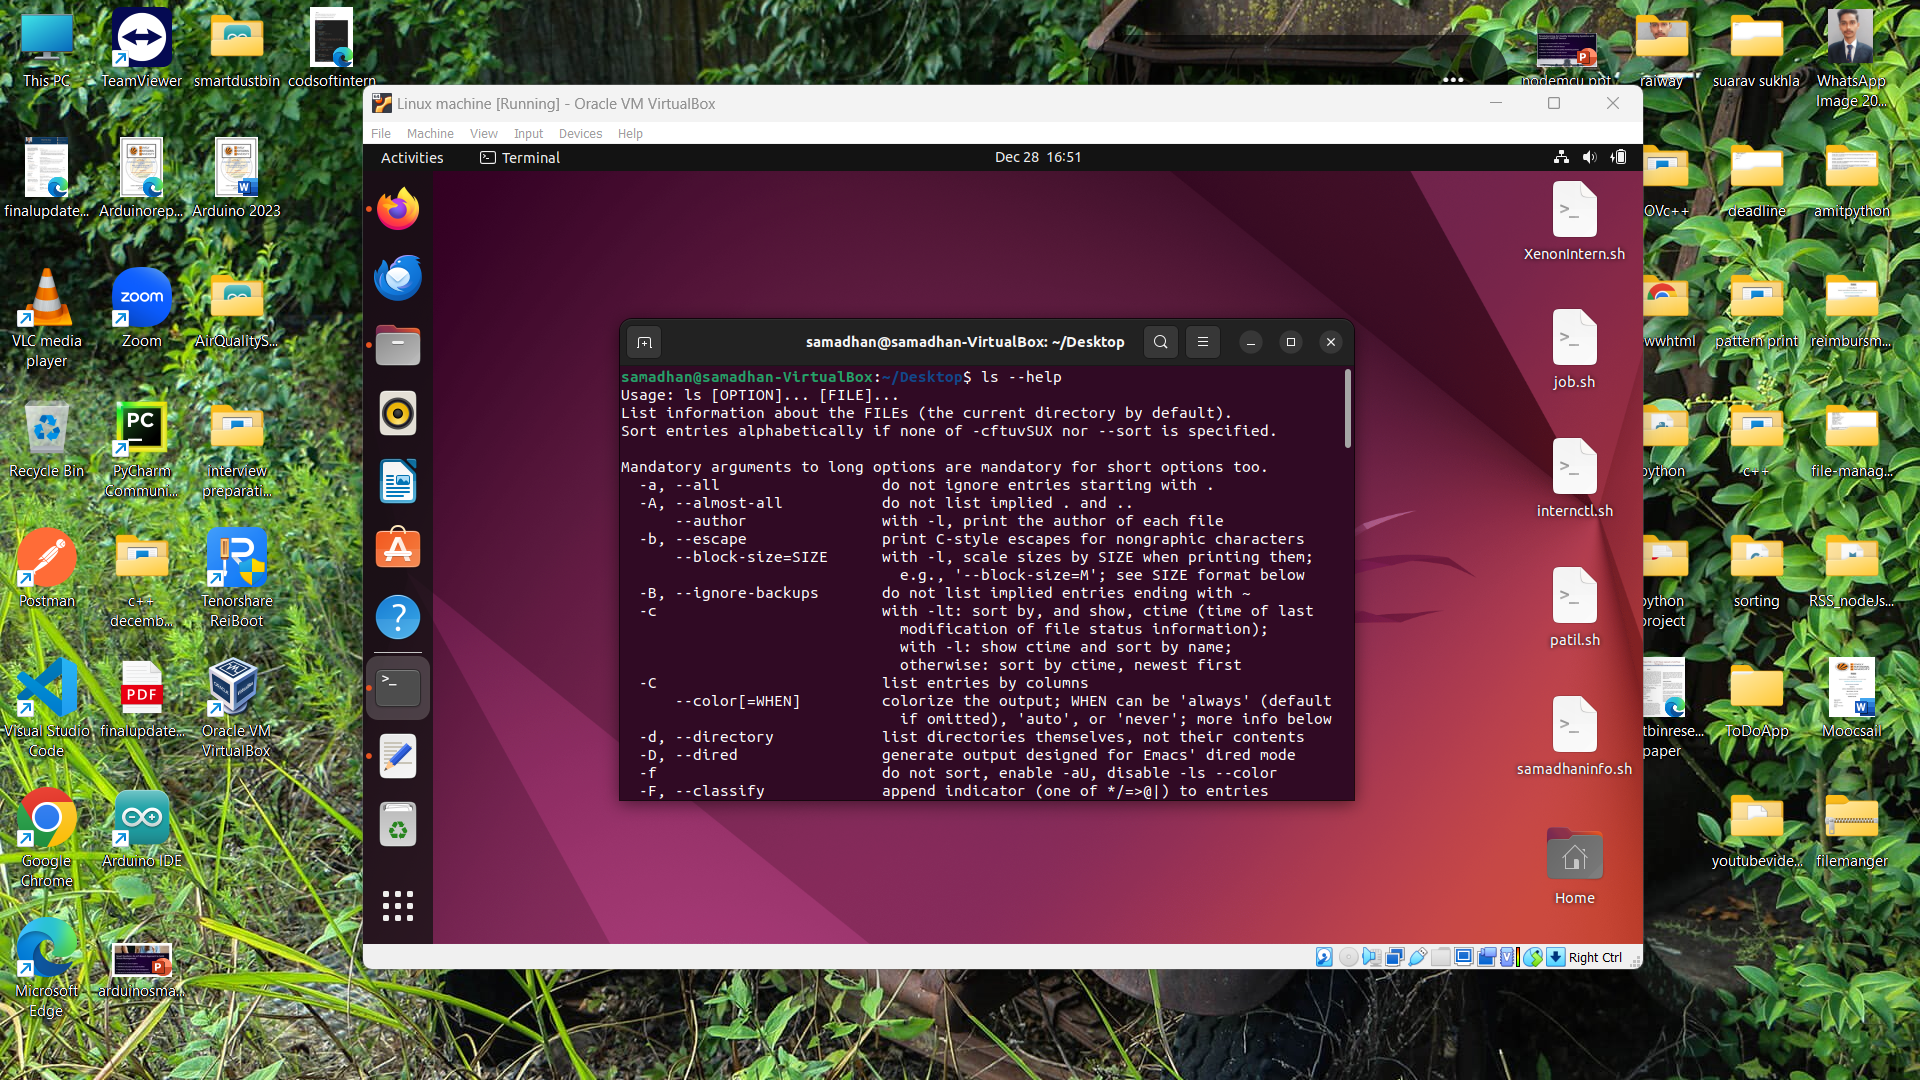 This PC
TeamViewer
smartdustbin
codsoftintern
nodemcu ppt
raiway
suarav sukhla
WhatsApp
Image 20...
Linux machine [Running] - Oracle VM VirtualBox
File Machine View Input Devices Help
Activities
Terminal
Dec 28 16:51
finalupdate...
Arduinorep...
Arduino 2023
OVc++
deadline
amitpython
VLC media
player
zoom
Zoom
AirQualityS...
wwhtml
pattern print
reimbursm...
Recycle Bin
PC
PyCharm
Communi...
interview
preparati...
ython
c++
file-manag...
Postman
c++
decemb...
Tenorshare
ReiBoot
ython
project
sorting
RSS_nodeJs...
Visual Studio
Code
PDF
finalupdate...
Oracle VM
VirtualBox
tbinrese...
paper
ToDoApp
Moocsail
Google
Chrome
Arduino IDE
youtubevide...
filemanger
Microsoft
Edge
arduinosma...
XenonIntern.sh
job.sh
internctl.sh
patil.sh
samadhaninfo.sh
Home
samadhan@samadhan-VirtualBox: ~/Desktop
samadhan@samadhan-VirtualBox:~/Desktop$ ls --help
Usage: ls [OPTION]... [FILE]...
List information about the FILEs (the current directory by default).
Sort entries alphabetically if none of -cftuvSUX nor --sort is specified.
Mandatory arguments to long options are mandatory for short options too.
-a, --all do not ignore entries starting with .
-A, --almost-all do not list implied . and ..
--author with -l, print the author of each file
-b, --escape print C-style escapes for nongraphic characters
--block-size=SIZE with -l, scale sizes by SIZE when printing them;
e.g., '--block-size=M'; see SIZE format below
-B, --ignore-backups do not list implied entries ending with ~
-c with -lt: sort by, and show, ctime (time of last
modification of file status information);
with -l: show ctime and sort by name;
otherwise: sort by ctime, newest first
-C list entries by columns
--color[=WHEN] colorize the output; WHEN can be 'always' (default
if omitted), 'auto', or 'never'; more info below
-d, --directory list directories themselves, not their contents
-D, --dired generate output designed for Emacs' dired mode
-f do not sort, enable -aU, disable -ls --color
-F, --classify append indicator (one of */=>@|) to entries
Right Ctrl